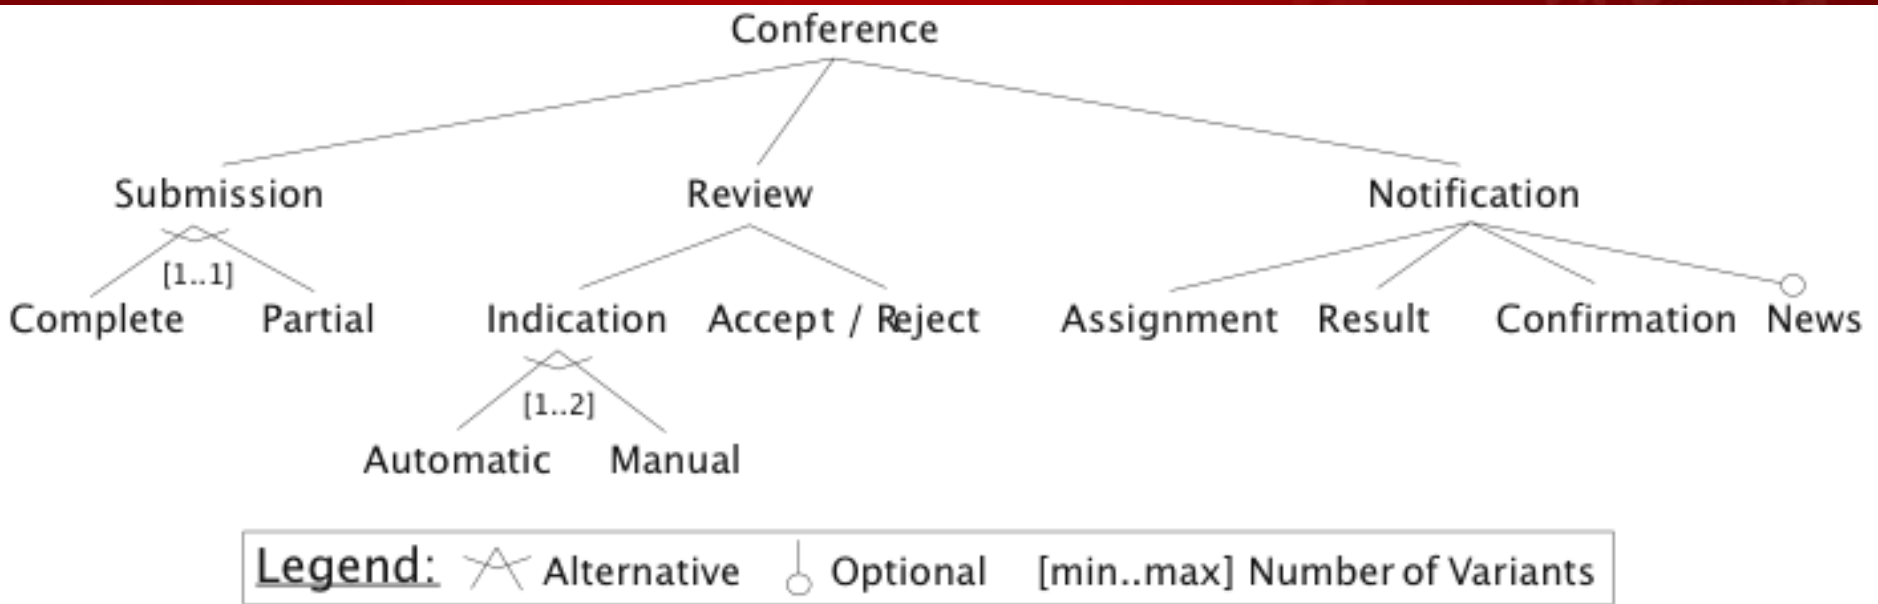 Conference
Submission Review Notification
[1..1]
Complete Partial Indication Accept / Reject Assignment Result Confirmation News
[1..2]
Automatic Manual
Legend: Alternative Optional [min..max] Number of Variants